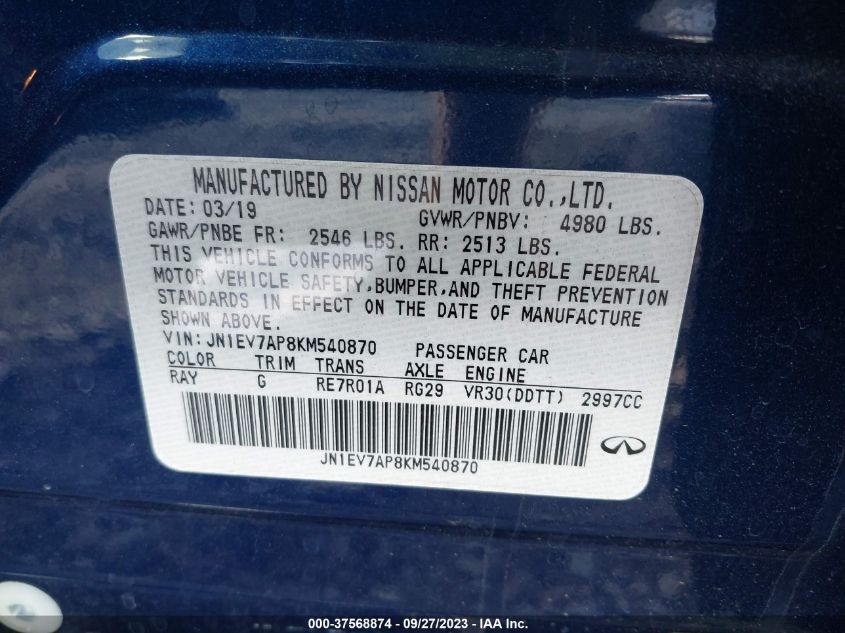 MANUFACTURED BY NISSAN MOTOR CO.,LTD.
DATE: 03/19 GVWR/PNBV: 4980 LBS.
GAWR/PNBE FR: 2546 LBS. RR: 2513 LBS.
THIS VEHICLE CONFORMS TO ALL APPLICABLE FEDERAL
MOTOR VEHICLE SAFETY,BUMPER,AND THEFT PREVENTION
STANDARDS IN EFFECT ON THE DATE OF MANUFACTURE
SHOWN ABOVE.
VIN: JN1EV7AP8KM540870 PASSENGER CAR
COLOR TRIM TRANS AXLE ENGINE
RAY G RE7R01A RG29 VR30(DDTT) 2997CC
JN1EV7AP8KM540870
000-37568874 - 09/27/2023 - IAA Inc.